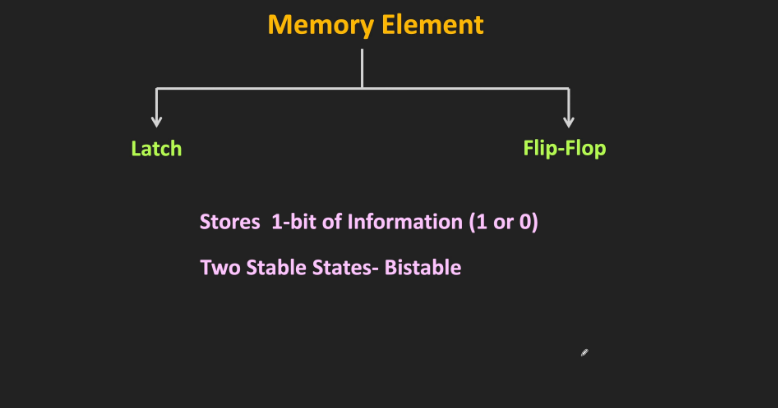 Memory Element
Latch
Flip-Flop
Stores 1-bit of Information (1 or 0)
Two Stable States- Bistable